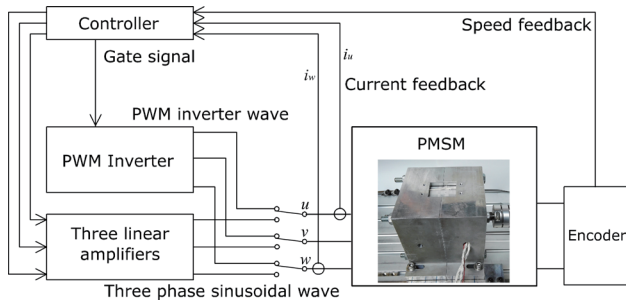 Controller
Speed feedback
Gate signal
iu
iw
Current feedback
PWM inverter wave
PWM Inverter
PMSM
u
v
w
Three linear
amplifiers
Encoder
Three phase sinusoidal wave